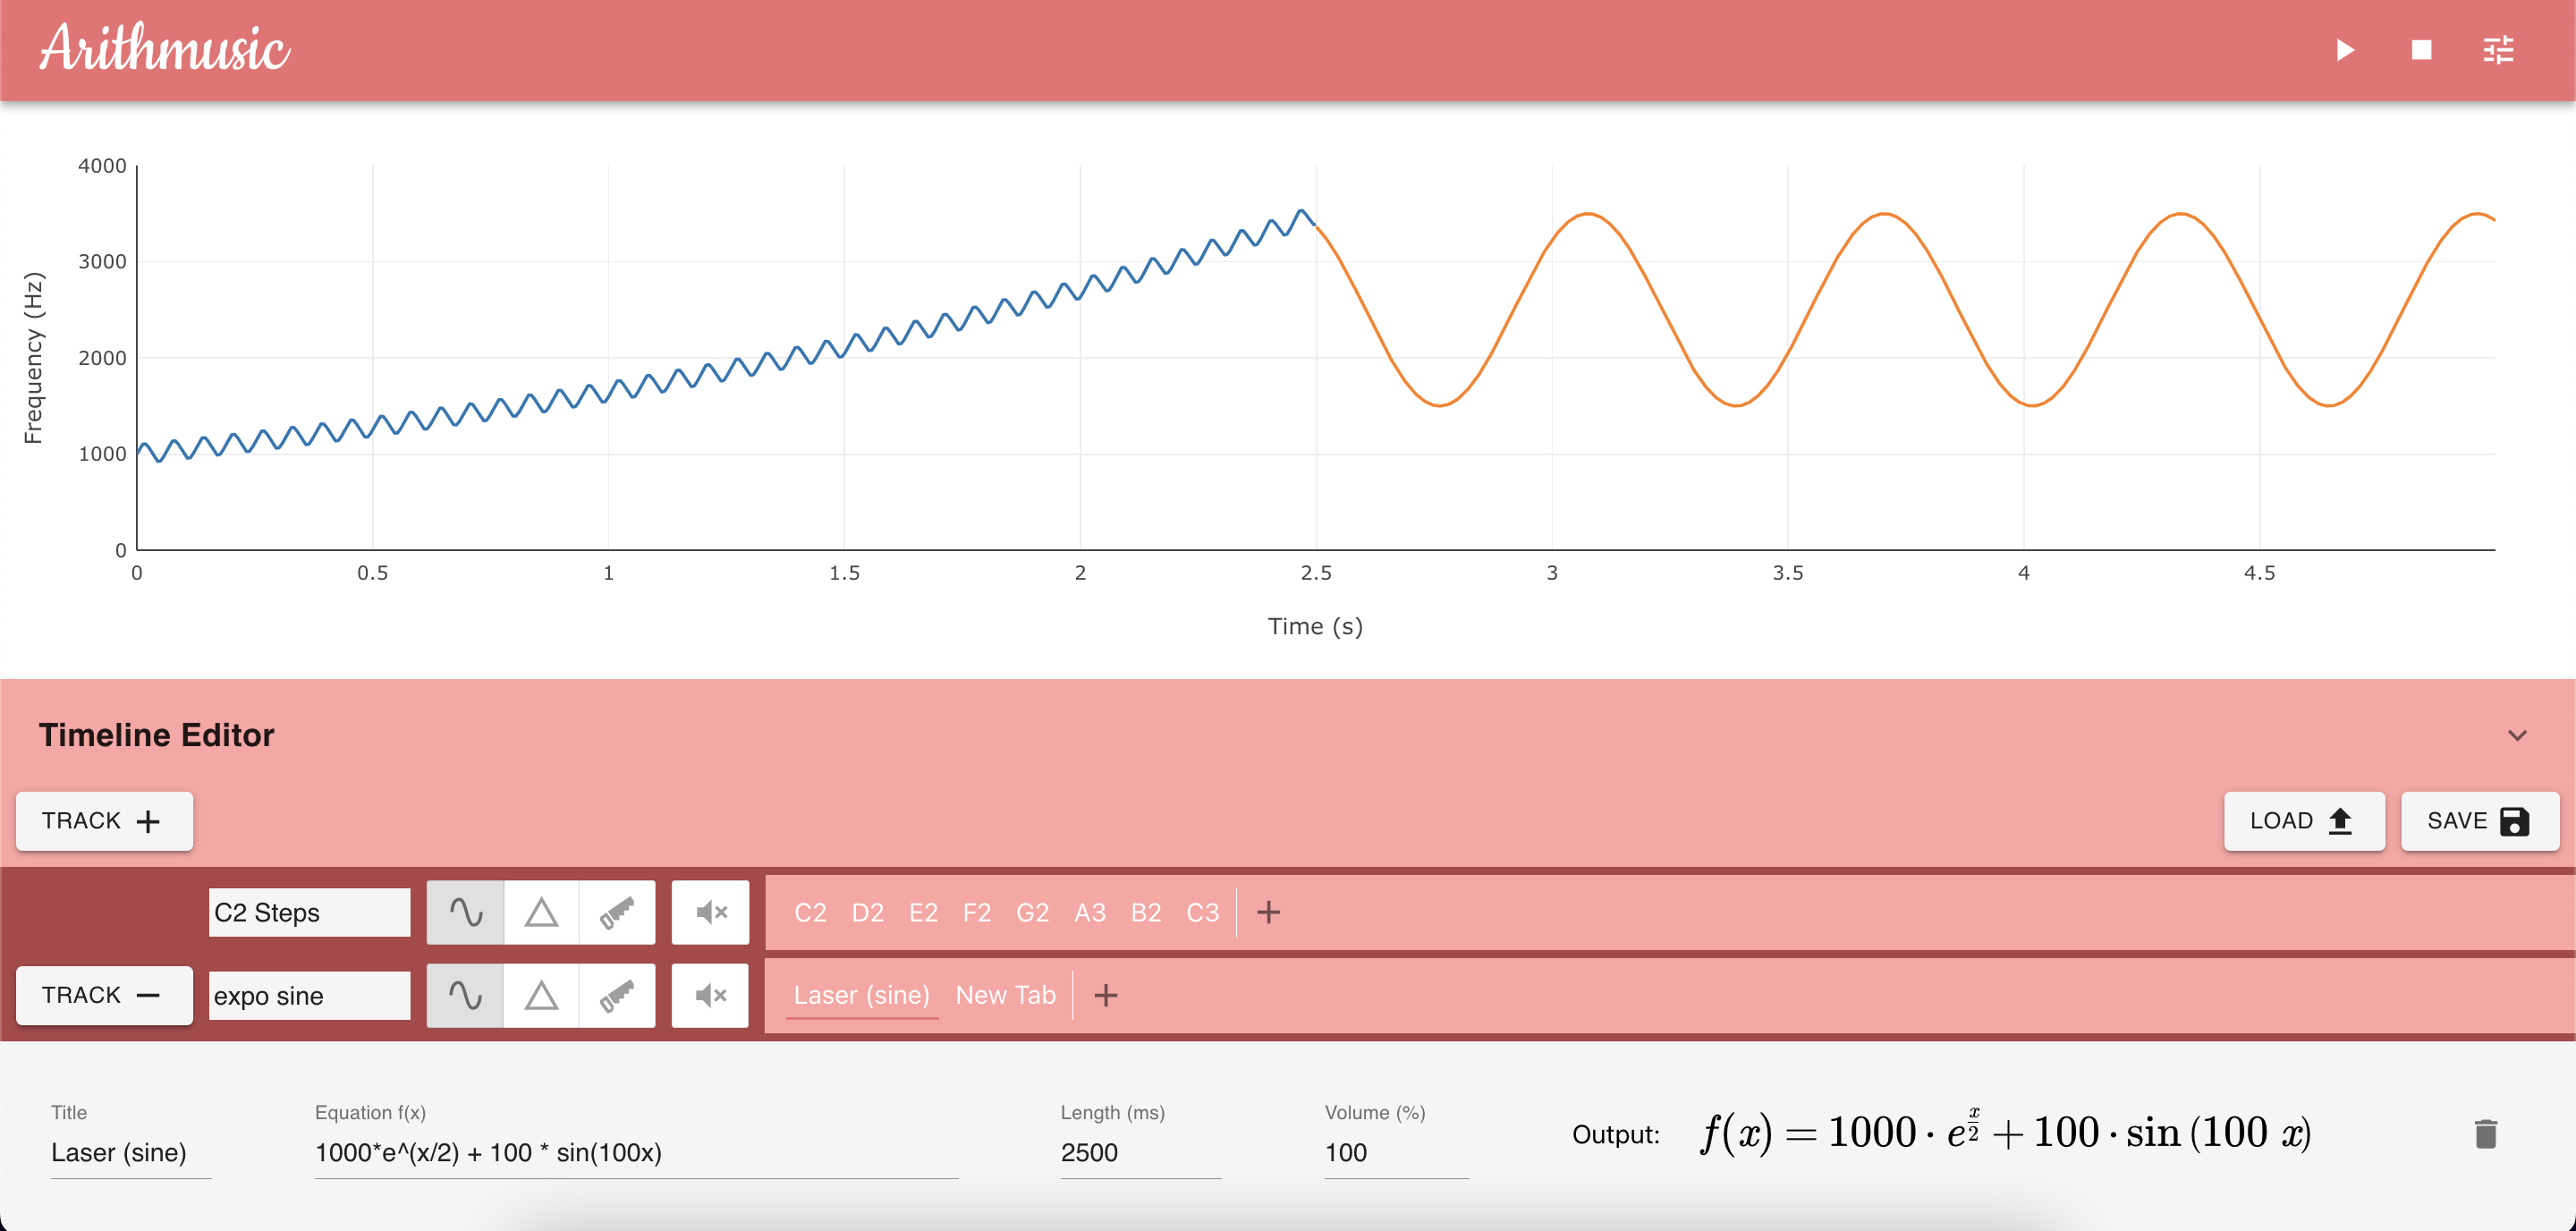 Arithmusic
4000
3000
2000
1000
0
Frequency (Hz)
0 0.5 1 1.5 2 2.5 3 3.5 4 4.5
Time (s)
Timeline Editor
TRACK + LOAD SAVE
C2 Steps C2 D2 E2 F2 G2 A3 B2 C3 +
TRACK − expo sine Laser (sine) New Tab +
Title Equation f(x) Length (ms) Volume (%)
Laser (sine) 1000*e^(x/2) + 100 * sin(100x) 2500 100 Output: f(x) = 1000 · e^{x/2} + 100 · sin (100 x)